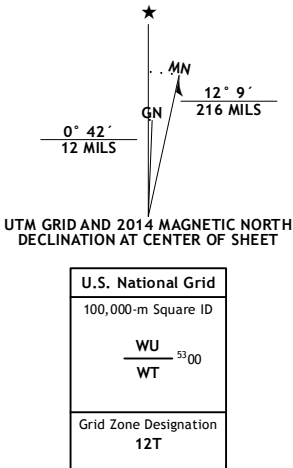 ★
MN
GN
12° 9´
216 MILS
0° 42´
12 MILS
UTM GRID AND 2014 MAGNETIC NORTH
DECLINATION AT CENTER OF SHEET
U.S. National Grid
100,000-m Square ID
WU
5300
WT
Grid Zone Designation
12T